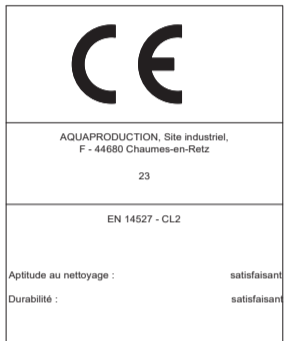 CE
AQUAPRODUCTION, Site industriel,
F - 44680 Chaumes-en-Retz
23
EN 14527 - CL2
Aptitude au nettoyage : satisfaisant
Durabilité : satisfaisant